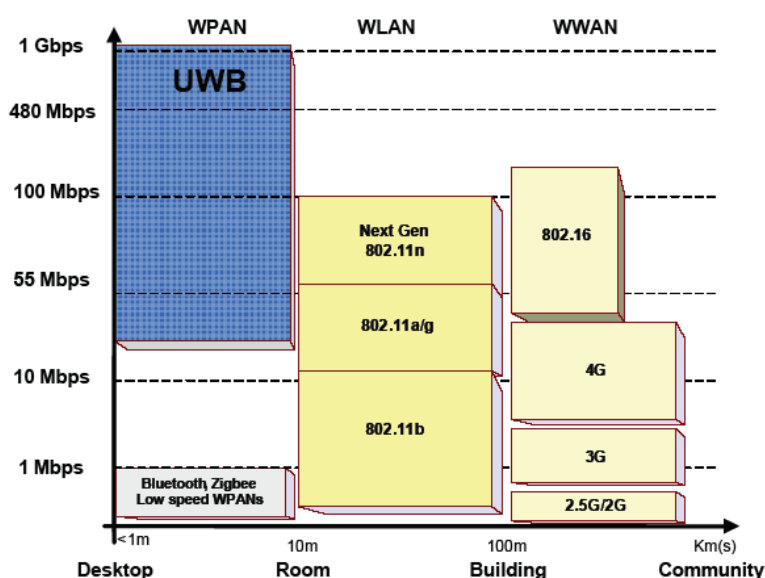 WPAN WLAN WWAN
1 Gbps
UWB
480 Mbps
100 Mbps
Next Gen
802.11n
802.16
55 Mbps
802.11a/g
10 Mbps
4G
802.11b
3G
1 Mbps
Bluetooth, Zigbee
Low speed WPANs
2.5G/2G
<1m 10m 100m Km(s)
Desktop Room Building Community